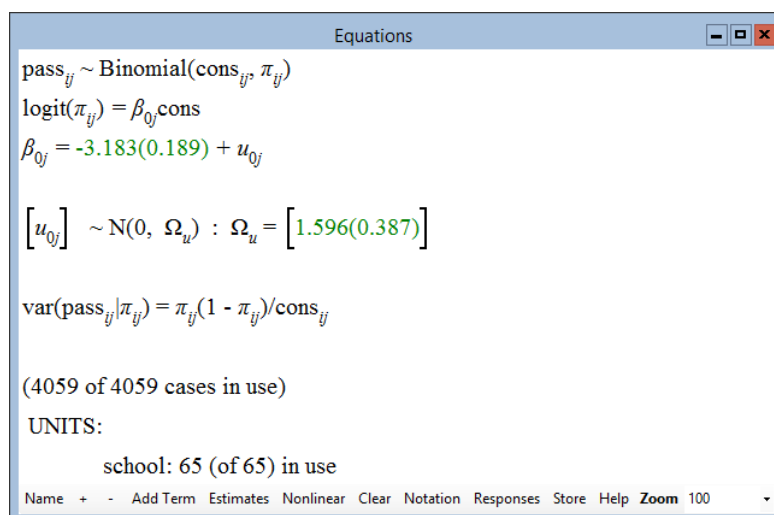 Equations
pass_ij ~ Binomial(cons_ij, π_ij)
logit(π_ij) = β_0j cons
β_0j = -3.183(0.189) + u_0j
[u_0j] ~ N(0, Ω_u) : Ω_u = [1.596(0.387)]
var(pass_ij|π_ij) = π_ij(1 - π_ij)/cons_ij
(4059 of 4059 cases in use)
UNITS:
school: 65 (of 65) in use
Name + - Add Term Estimates Nonlinear Clear Notation Responses Store Help Zoom 100